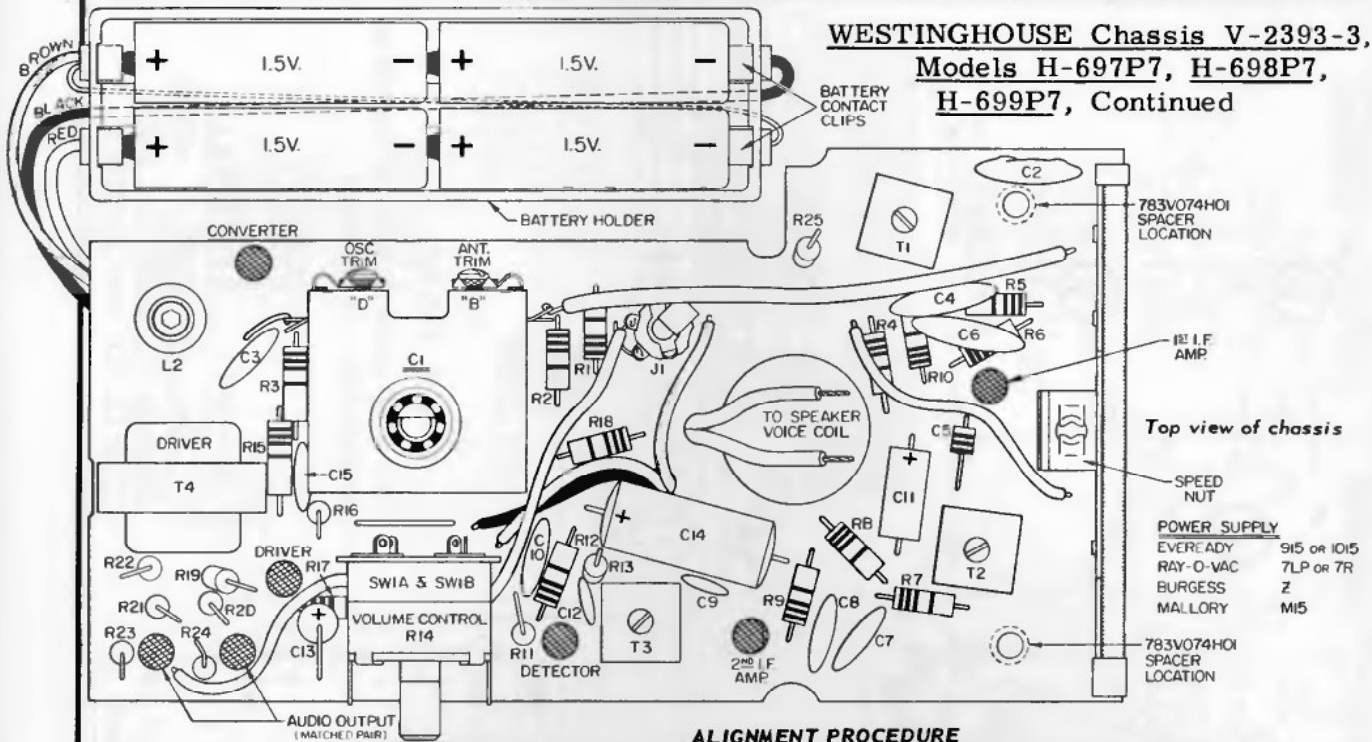 WESTINGHOUSE Chassis V-2393-3,
Models H-697P7, H-698P7,
H-699P7, Continued
BROWN
BLACK
RED
+ 1.5V. - + 1.5V. -
+ 1.5V. - + 1.5V. -
BATTERY
CONTACT
CLIPS
BATTERY HOLDER
CONVERTER
OSC.
TRIM
ANT.
TRIM
"D"
"B"
L2
C3
R3
C1
R2
R1
J1
R25
T1
C2
783V074H01
SPACER
LOCATION
C4
R5
C6
R6
R4
R10
1ST I.F.
AMP.
DRIVER
T4
R15
C15
R16
R18
TO SPEAKER
VOICE COIL
C5
C11
Top view of chassis
SPEED
NUT
R22
R19
DRIVER
R17
R21
R20
R23
R24
C13
+
SW1A & SW1B
VOLUME CONTROL
R14
C10
R12
R13
+
C14
C12
C9
R11
DETECTOR
T3
2ND I.F.
AMP.
R9
R8
R7
C8
C7
+
T2
POWER SUPPLY
EVEREADY 915 OR 1015
RAY-O-VAC 7LP OR 7R
BURGESS Z
MALLORY M15
783V074H01
SPACER
LOCATION
AUDIO OUTPUT
(MATCHED PAIR)
ALIGNMENT PROCEDURE